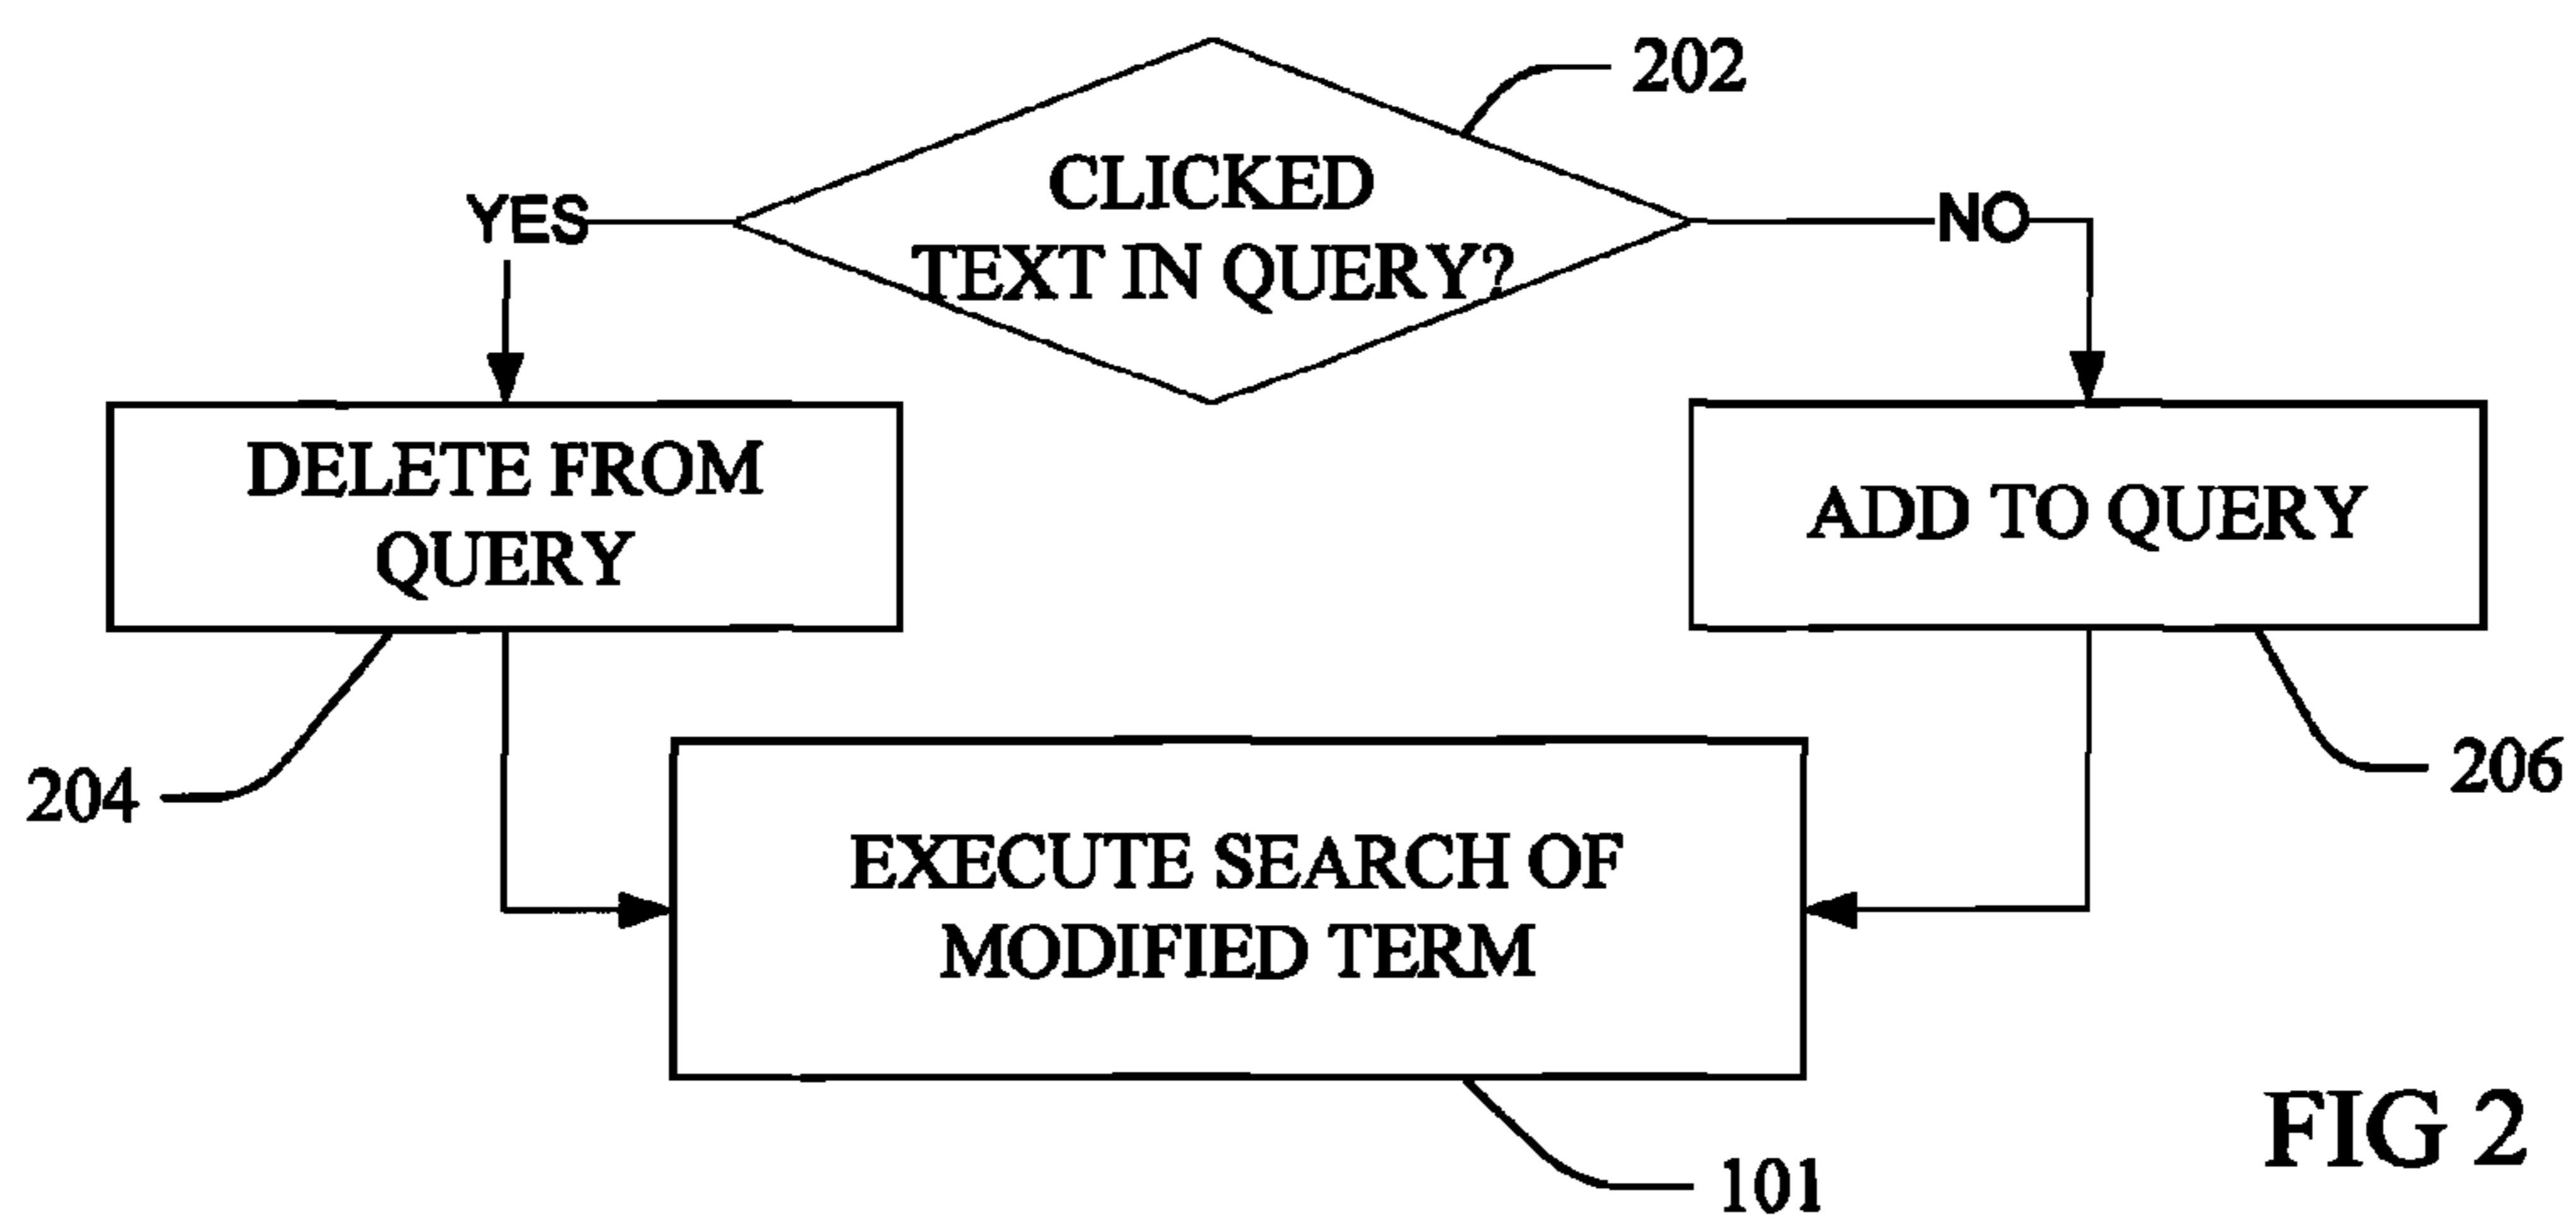 202
CLICKED
TEXT IN QUERY?
YES
NO
DELETE FROM
QUERY
ADD TO QUERY
204
206
EXECUTE SEARCH OF
MODIFIED TERM
101
FIG 2